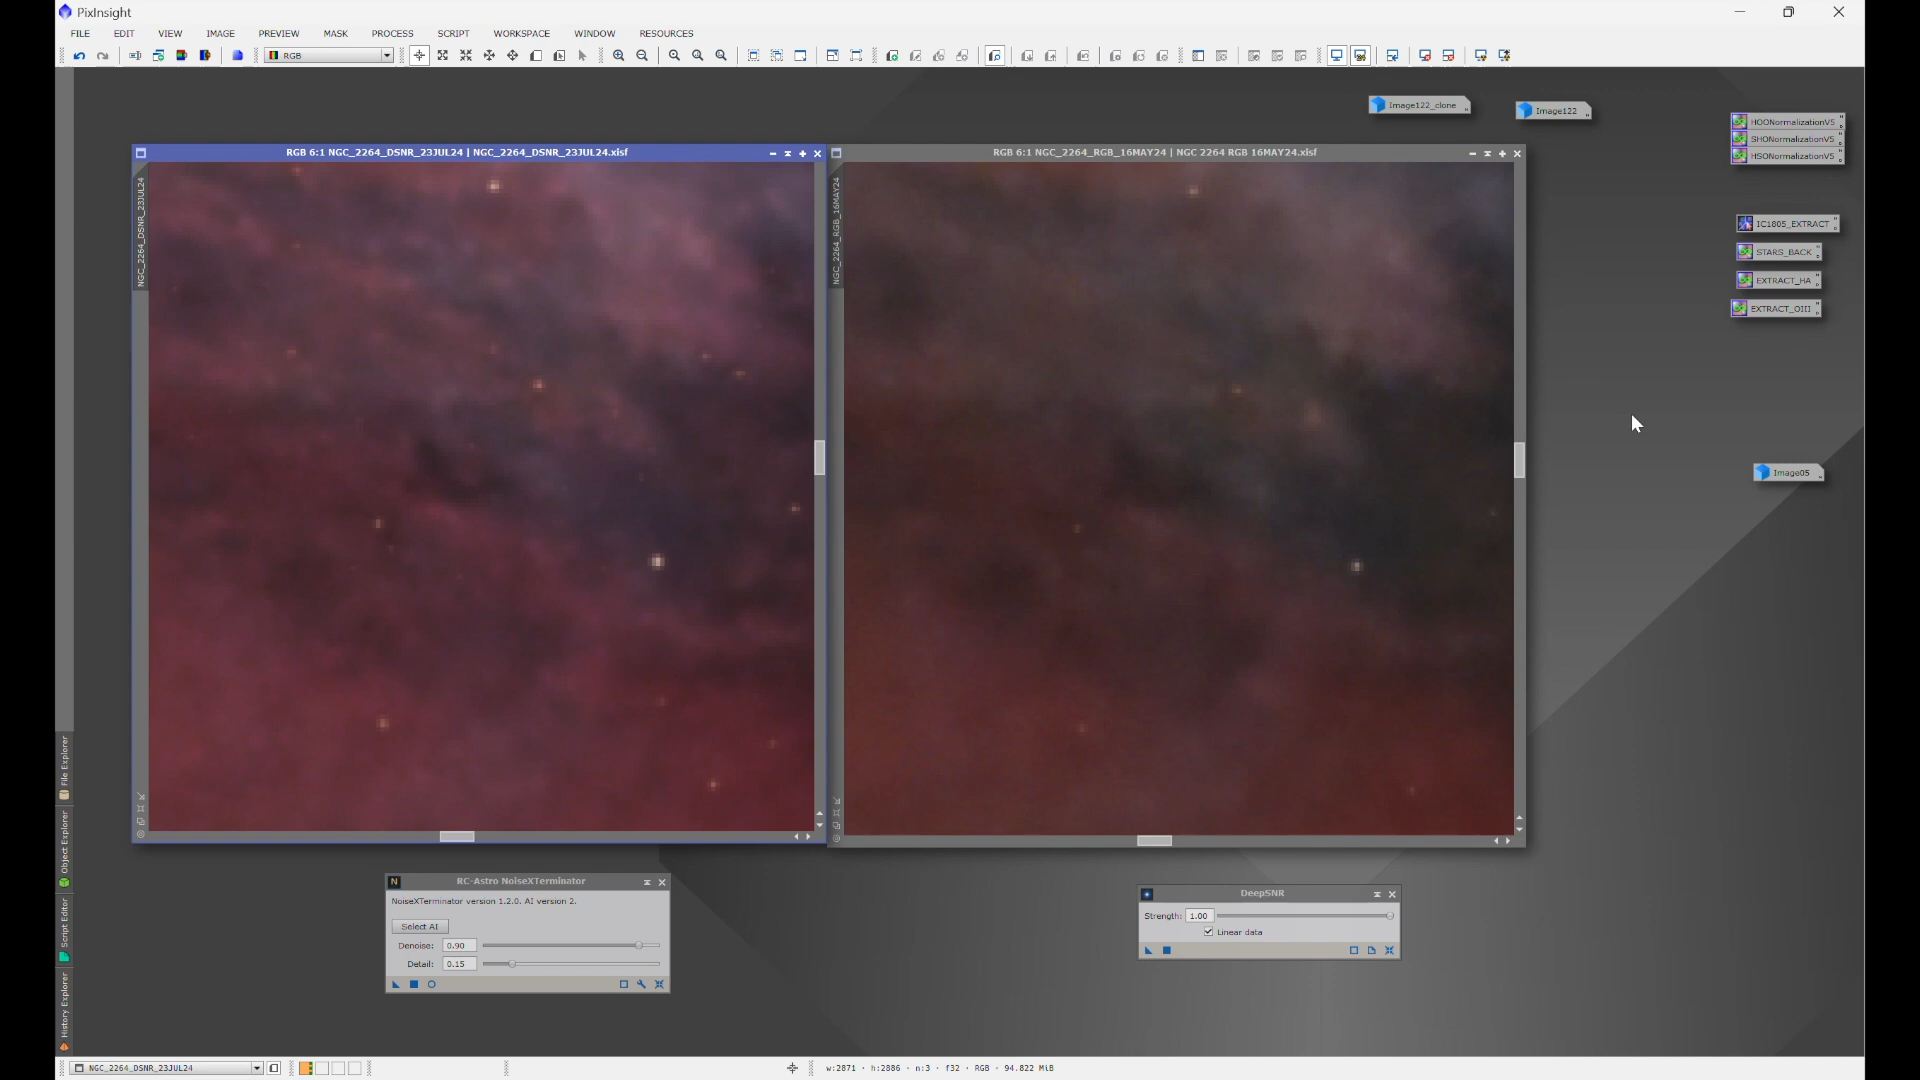 PixInsight
FILE EDIT VIEW IMAGE PREVIEW MASK PROCESS SCRIPT WORKSPACE WINDOW RESOURCES
RGB
Image122_clone
Image122
HOONormalizationV5
SHONormalizationV5
HSONormalizationV5
RGB 6:1 NGC_2264_DSNR_23JUL24 | NGC_2264_DSNR_23JUL24.xisf
RGB 6:1 NGC_2264_RGB_16MAY24 | NGC 2264 RGB 16MAY24.xisf
NGC_2264_DSNR_23JUL24
NGC_2264_RGB_16MAY24
IC1805_EXTRACT
STARS_BACK
EXTRACT_HA
EXTRACT_OIII
Image05
File Explorer
Object Explorer
Script Editor
History Explorer
N
RC-Astro NoiseXTerminator
NoiseXTerminator version 1.2.0. AI version 2.
Select AI
Denoise: 0.90
Detail: 0.15
DeepSNR
Strength: 1.00
Linear data
NGC_2264_DSNR_23JUL24
w:2871 · h:2886 · n:3 · f32 · RGB · 94.822 MiB